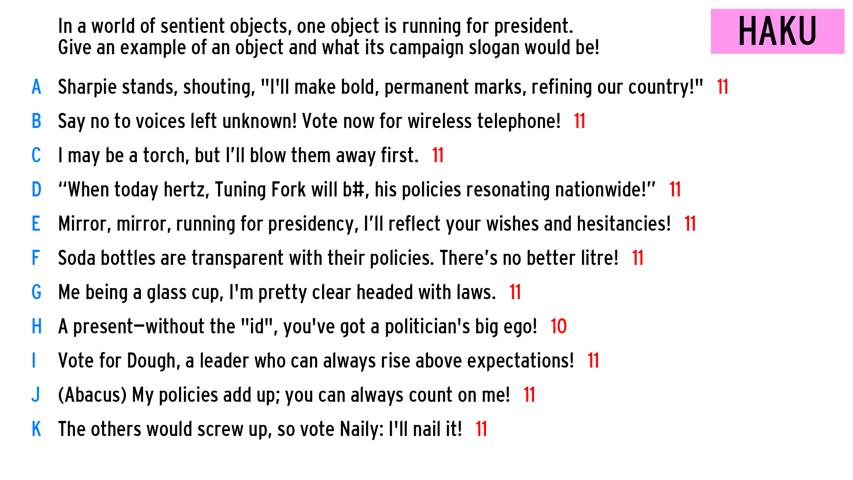 In a world of sentient objects, one object is running for president.
Give an example of an object and what its campaign slogan would be!
HAKU
A Sharpie stands, shouting, "I'll make bold, permanent marks, refining our country!" 11
B Say no to voices left unknown! Vote now for wireless telephone! 11
C I may be a torch, but I’ll blow them away first. 11
D “When today hertz, Tuning Fork will b#, his policies resonating nationwide!” 11
E Mirror, mirror, running for presidency, I’ll reflect your wishes and hesitancies! 11
F Soda bottles are transparent with their policies. There’s no better litre! 11
G Me being a glass cup, I'm pretty clear headed with laws. 11
H A present—without the "id", you've got a politician's big ego! 10
I Vote for Dough, a leader who can always rise above expectations! 11
J (Abacus) My policies add up; you can always count on me! 11
K The others would screw up, so vote Naily: I'll nail it! 11